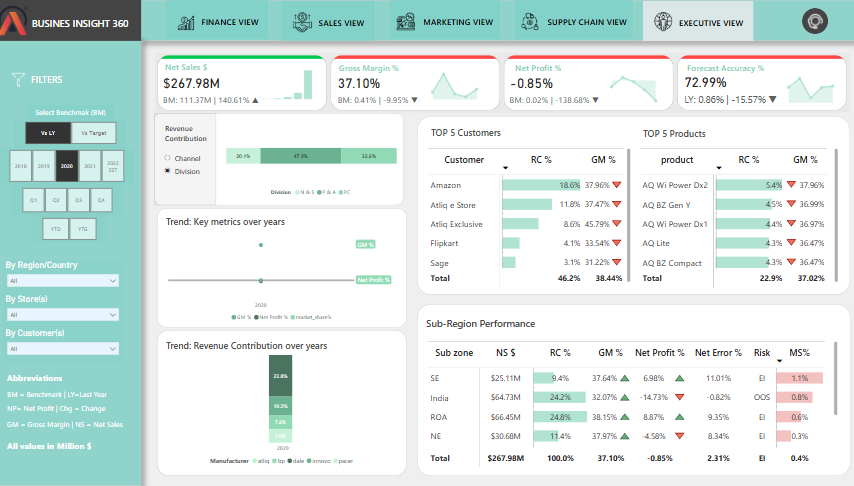 BUSINES INSIGHT 360
FINANCE VIEW
SALES VIEW
MARKETING VIEW
SUPPLY CHAIN VIEW
EXECUTIVE VIEW
FILTERS
Select Benchmak (BM)
Vs LY
Vs Target
2018
2019
2020
2021
2022 EST
Q1
Q2
Q3
Q4
YTD
YTG
By Region/Country
All
By Store(s)
All
By Customer(s)
All
Abbreviations
BM = Benchmark | LY=Last Year
NP= Net Profit | Chg = Change
GM = Gross Margin | NS = Net Sales
All values in Million $
Net Sales $
$267.98M
BM: 111.37M | 140.61% ▲
Gross Margin %
37.10%
BM: 0.41% | -9.95% ▼
Net Profit %
-0.85%
BM: 0.02% | -138.68% ▼
Forecast Accuracy %
72.99%
LY: 0.86% | -15.57% ▼
Revenue
Contribution
Channel
Division
20.1% 47.3% 32.6%
Division N & S P & A PC
Trend: Key metrics over years
GM %
Net Profit %
2020
GM % Net Profit % market_share%
Trend: Revenue Contribution over years
22.8%
10.2%
7.6%
2020
Manufacturer atliq bp dale innovo pacer
TOP 5 Customers
Customer RC % GM %
Amazon 18.6% 37.96%
Atliq e Store 11.8% 37.47%
Atliq Exclusive 8.6% 45.79%
Flipkart 4.1% 33.54%
Sage 3.1% 31.22%
Total 46.2% 38.44%
TOP 5 Products
product RC % GM %
AQ Wi Power Dx2 5.4% 37.96%
AQ BZ Gen Y 4.5% 36.99%
AQ Wi Power Dx1 4.4% 36.97%
AQ Lite 4.3% 36.47%
AQ BZ Compact 4.3% 36.47%
Total 22.9% 37.02%
Sub-Region Performance
Sub zone NS $ RC % GM % Net Profit % Net Error % Risk MS%
SE $25.11M 9.4% 37.64% 6.98% 11.01% EI 1.1%
India $64.73M 24.2% 32.07% -14.73% -0.82% OOS 0.8%
ROA $66.45M 24.8% 38.15% 8.87% 9.35% EI 0.6%
NE $30.68M 11.4% 37.97% -4.58% 8.34% EI 0.3%
Total $267.98M 100.0% 37.10% -0.85% 2.31% EI 0.4%